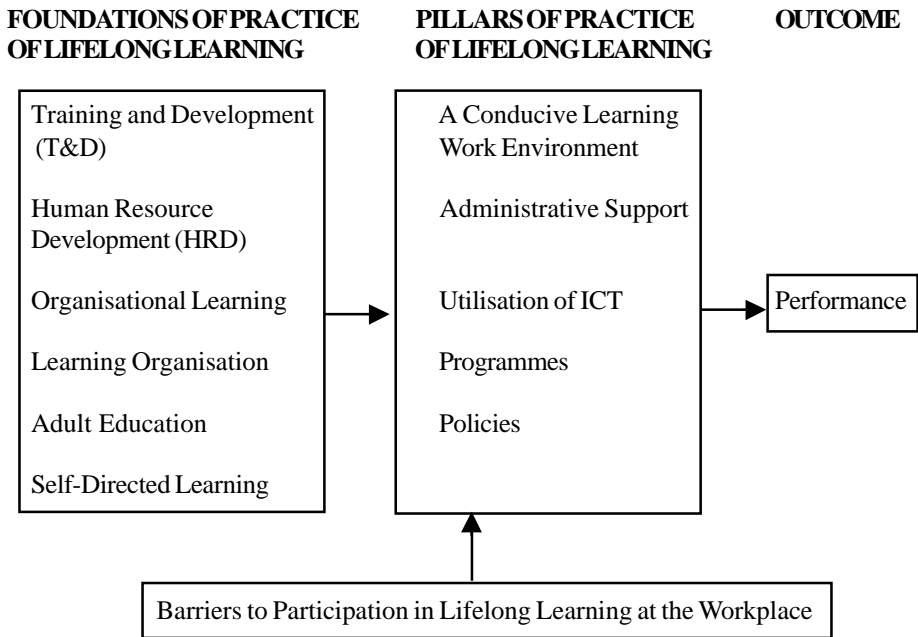 FOUNDATIONS OF PRACTICE
OF LIFELONG LEARNING
PILLARS OF PRACTICE
OF LIFELONG LEARNING
OUTCOME
Training and Development
(T&D)
Human Resource
Development (HRD)
Organisational Learning
Learning Organisation
Adult Education
Self-Directed Learning
A Conducive Learning
Work Environment
Administrative Support
Utilisation of ICT
Programmes
Policies
Performance
Barriers to Participation in Lifelong Learning at the Workplace